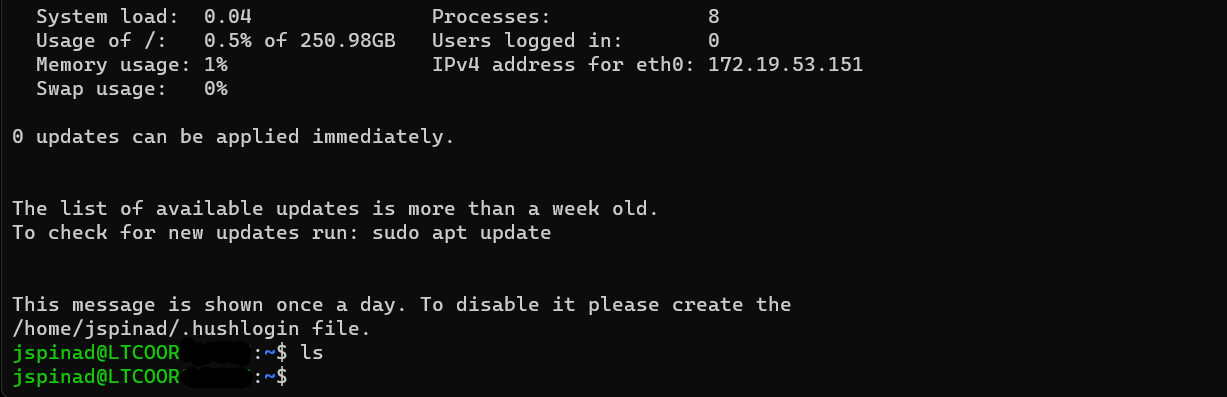 System load:  0.04               Processes:             8
Usage of /:   0.5% of 250.98GB   Users logged in:       0
Memory usage: 1%                 IPv4 address for eth0: 172.19.53.151
Swap usage:   0%
0 updates can be applied immediately.
The list of available updates is more than a week old.
To check for new updates run: sudo apt update
This message is shown once a day. To disable it please create the
/home/jspinad/.hushlogin file.
jspinad@LTCOOR :~$ ls
jspinad@LTCOOR :~$